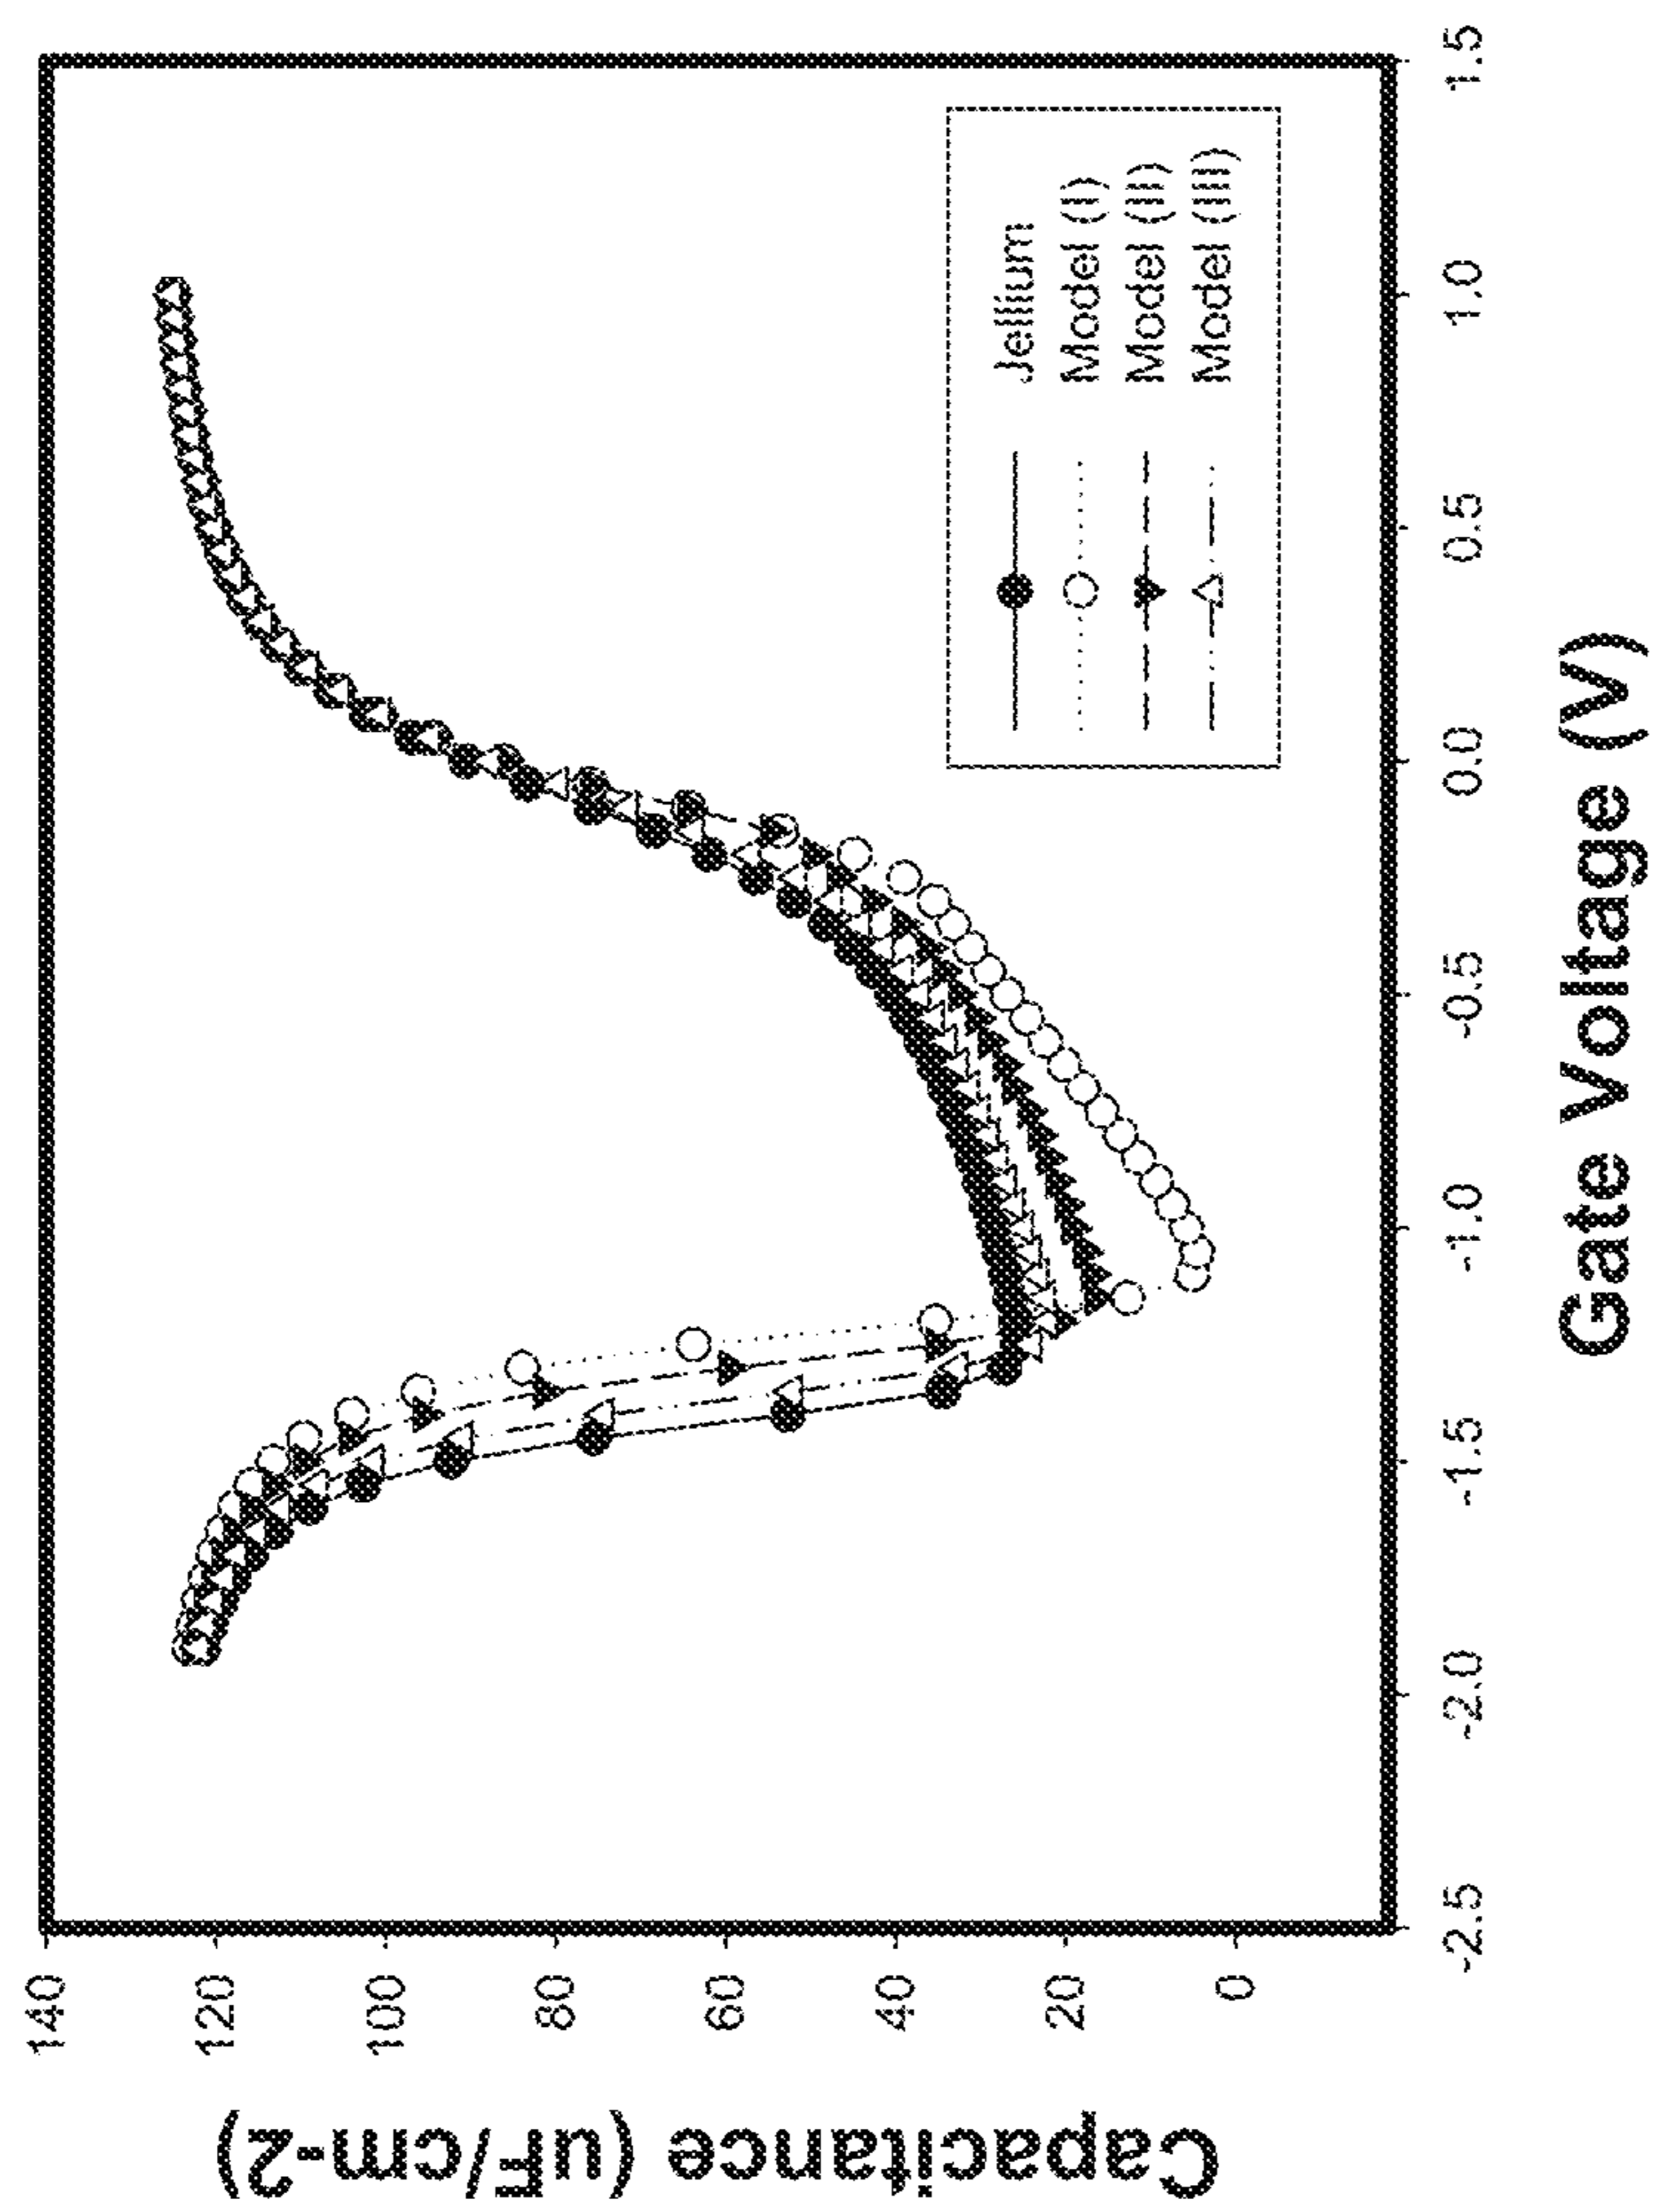 Capacitance (uF/cm-2)
140
120
100
80
60
40
20
0
Jellium
Model (I)
Model (II)
Model (III)
-2.5
-2.0
-1.5
-1.0
-0.5
0.0
0.5
1.0
1.5
Gate Voltage (V)